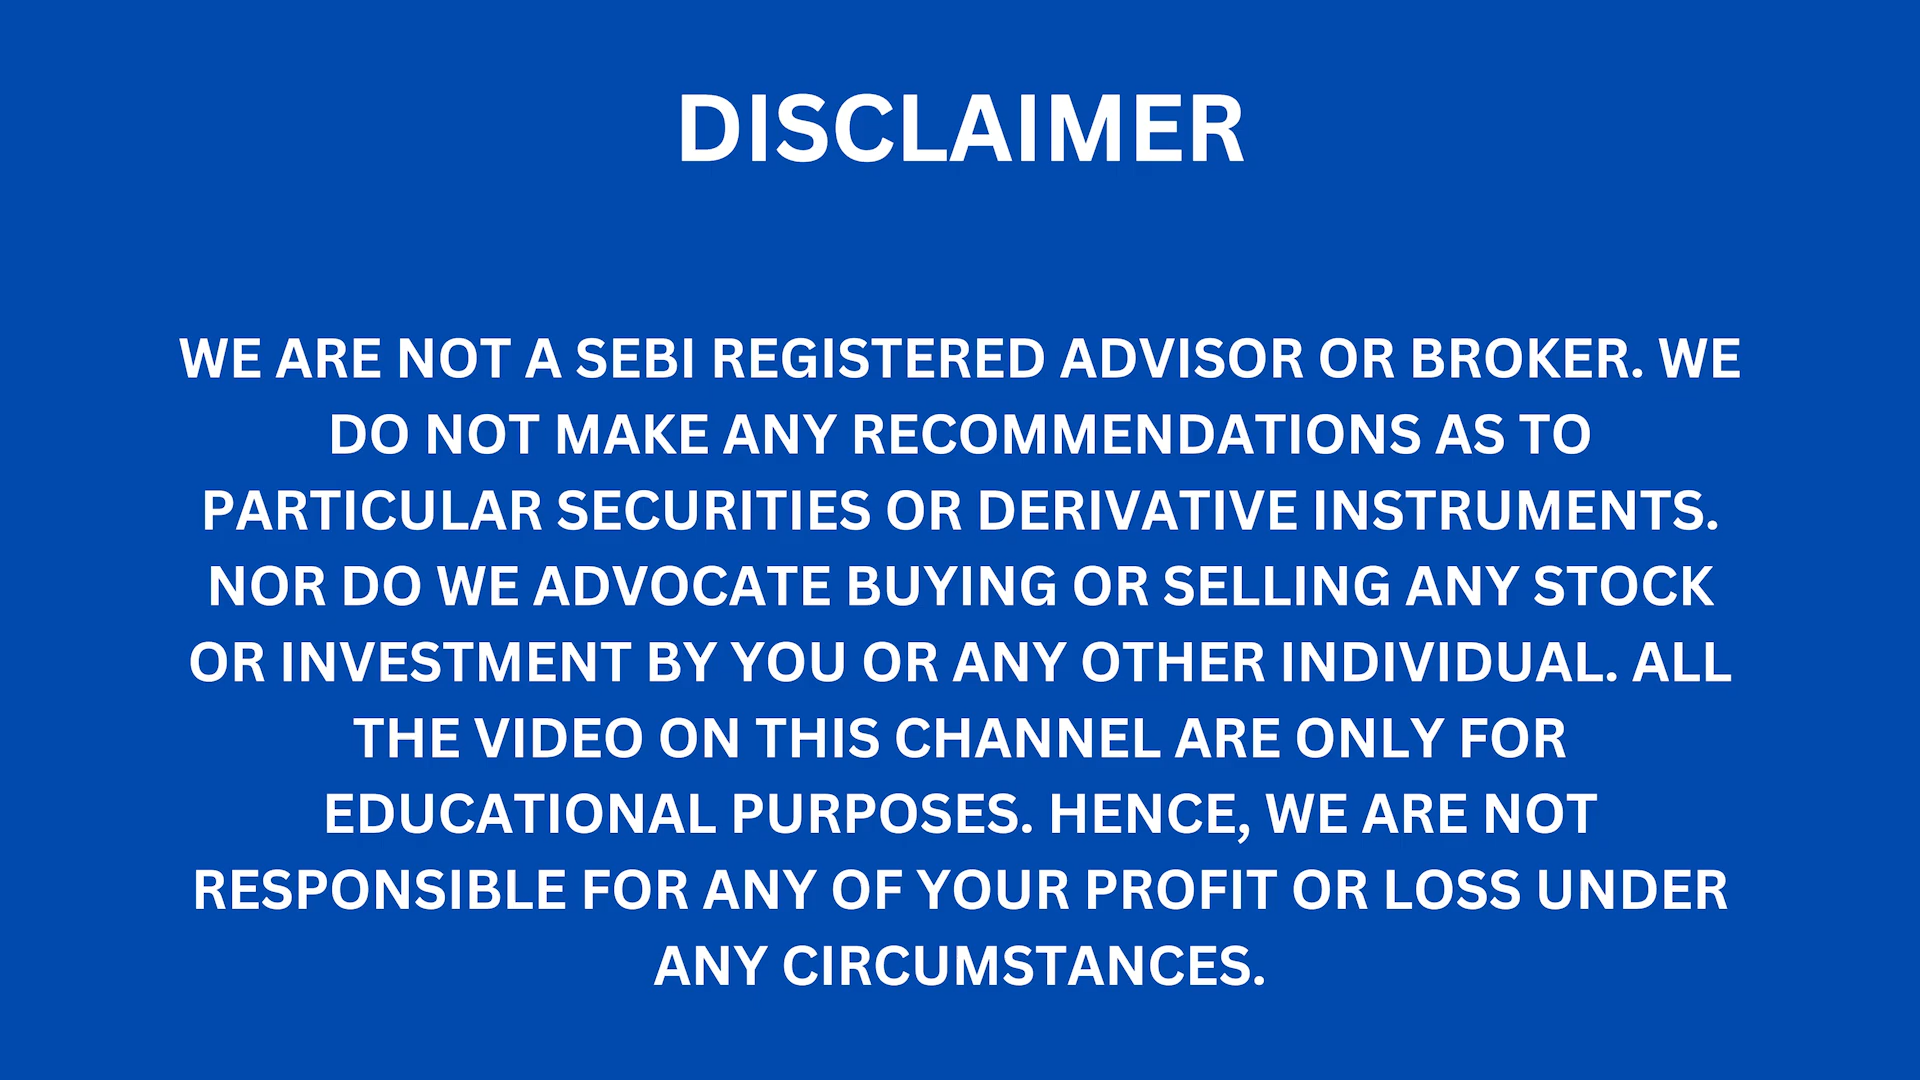 DISCLAIMER
WE ARE NOT A SEBI REGISTERED ADVISOR OR BROKER. WE
DO NOT MAKE ANY RECOMMENDATIONS AS TO
PARTICULAR SECURITIES OR DERIVATIVE INSTRUMENTS.
NOR DO WE ADVOCATE BUYING OR SELLING ANY STOCK
OR INVESTMENT BY YOU OR ANY OTHER INDIVIDUAL. ALL
THE VIDEO ON THIS CHANNEL ARE ONLY FOR
EDUCATIONAL PURPOSES. HENCE, WE ARE NOT
RESPONSIBLE FOR ANY OF YOUR PROFIT OR LOSS UNDER
ANY CIRCUMSTANCES.